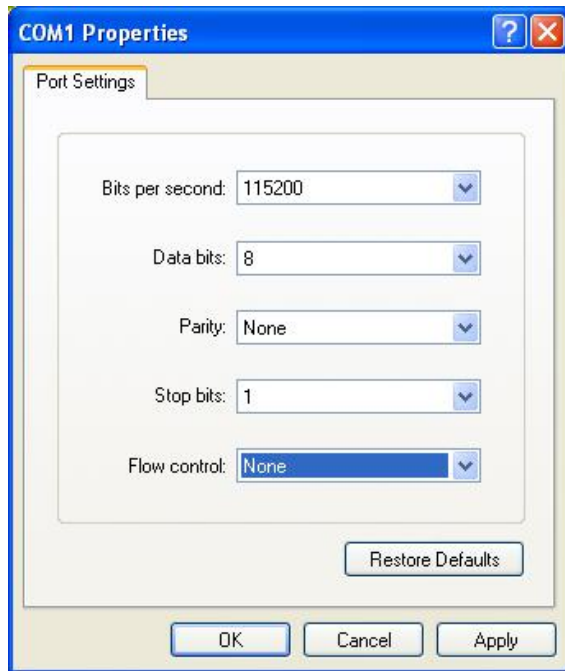 COM1 Properties
Port Settings
Bits per second: 115200
Data bits: 8
Parity: None
Stop bits: 1
Flow control: None
Restore Defaults
OK Cancel Apply